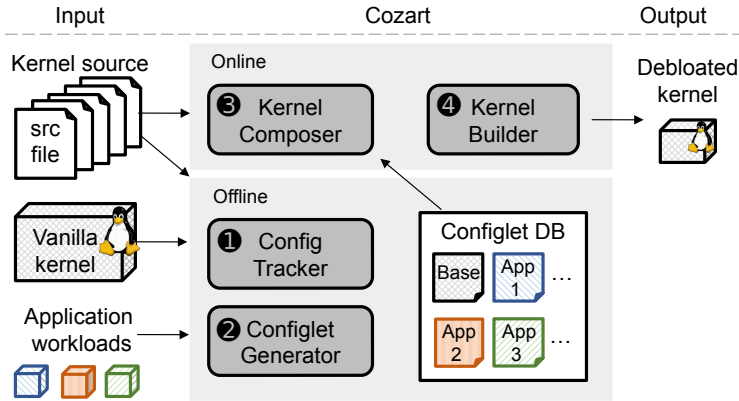 Input
Cozart
Output
Kernel source
src
file
Online
❸ Kernel
Composer
❹ Kernel
Builder
Debloated
kernel
Vanilla
kernel
Offline
❶ Config
Tracker
❷ Configlet
Generator
Application
workloads
Configlet DB
Base
App
1
...
App
2
App
3
...